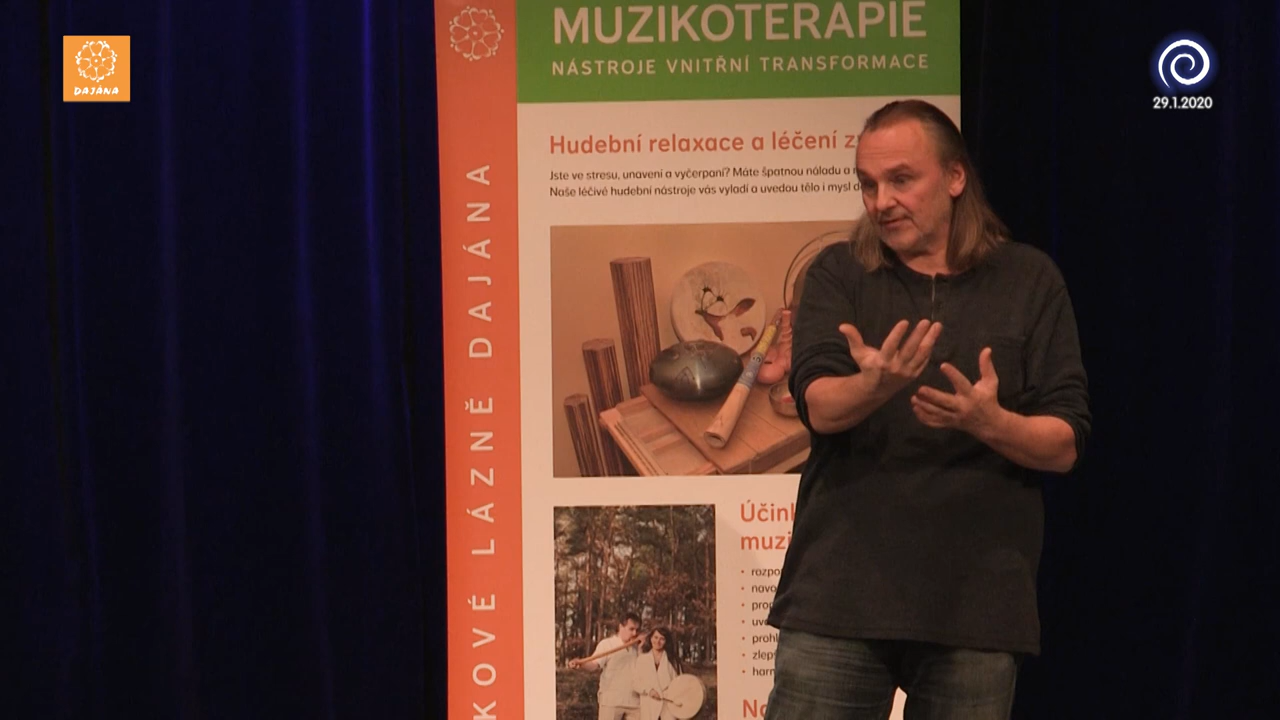 DAJÁNA
29.1.2020
MUZIKOTERAPIE
NÁSTROJE VNITŘNÍ TRANSFORMACE
KOVÉ LÁZNĚ DAJÁNA
Hudební relaxace a léčení
Jste ve stresu, unaveni a vyčerpaní? Máte špatnou náladu a
Naše léčivé hudební nástroje vás vyladí a uvedou tělo i mysl